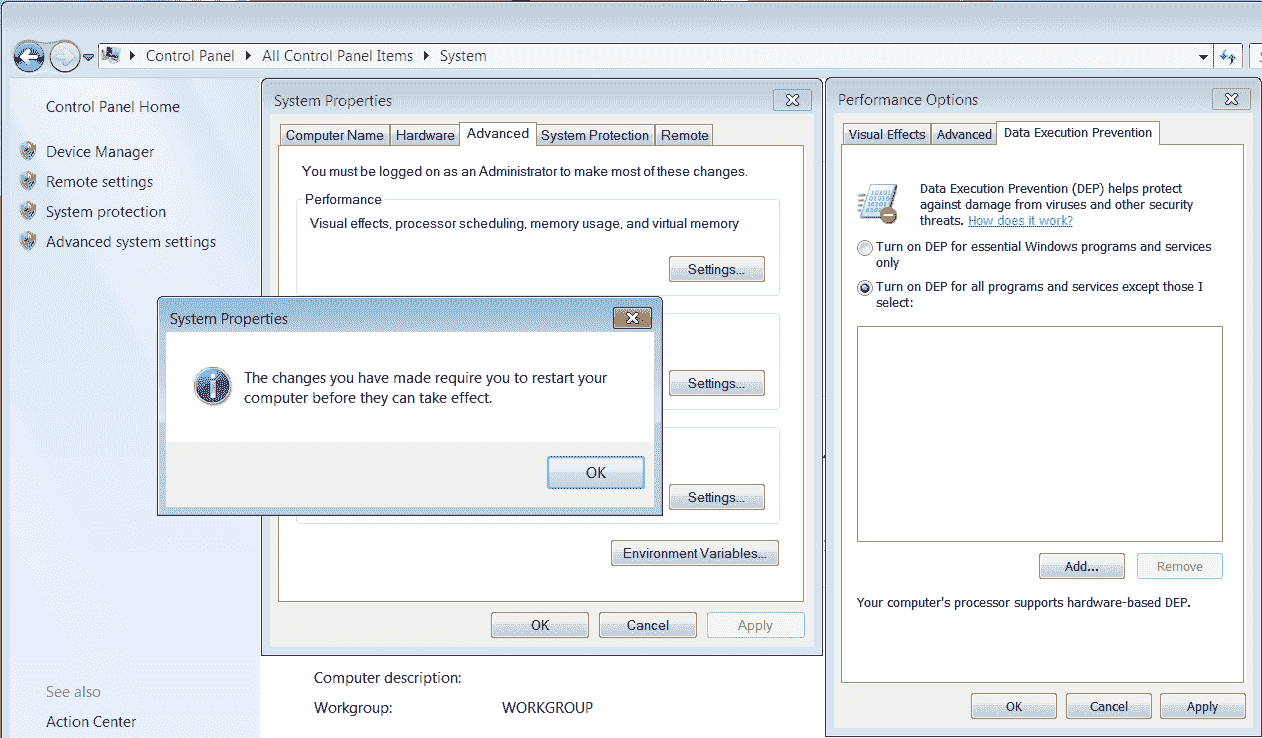 Control Panel
All Control Panel Items
System
Control Panel Home
Device Manager
Remote settings
System protection
Advanced system settings
See also
Action Center
System Properties
Computer Name
Hardware
Advanced
System Protection
Remote
You must be logged on as an Administrator to make most of these changes.
Performance
Visual effects, processor scheduling, memory usage, and virtual memory
Settings...
Settings...
Settings...
Environment Variables...
OK
Cancel
Apply
System Properties
The changes you have made require you to restart your
computer before they can take effect.
OK
Computer description:
Workgroup:
WORKGROUP
Performance Options
Visual Effects
Advanced
Data Execution Prevention
Data Execution Prevention (DEP) helps protect
against damage from viruses and other security
threats. How does it work?
Turn on DEP for essential Windows programs and services
only
Turn on DEP for all programs and services except those I
select:
Add...
Remove
Your computer's processor supports hardware-based DEP.
OK
Cancel
Apply